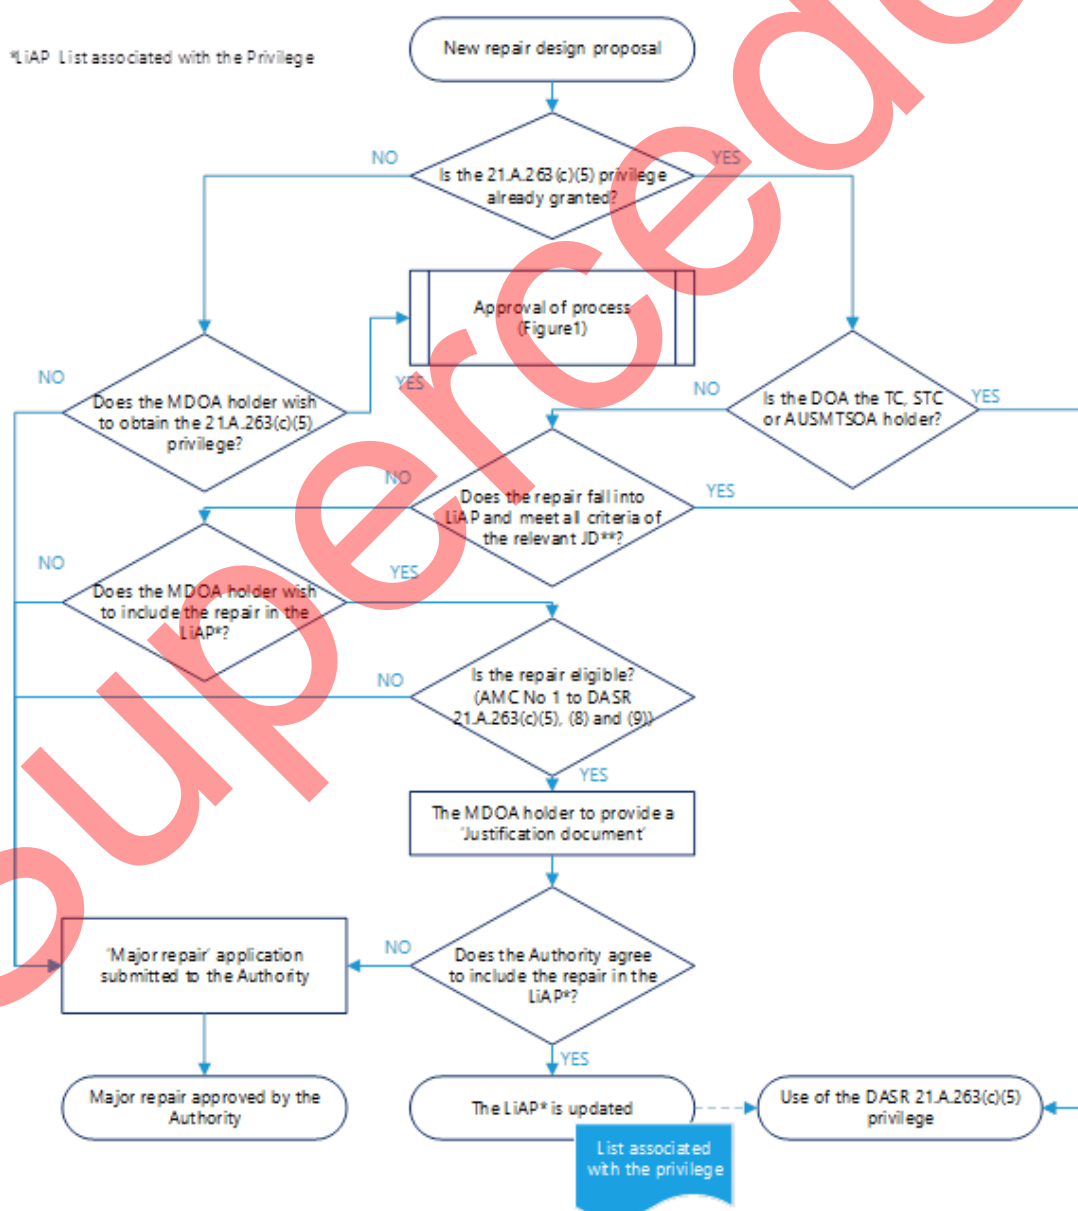 *LiAP List associated with the Privilege
New repair design proposal
NO
YES
Is the 21.A.263(c)(5) privilege
already granted?
Approval of process
(Figure1)
NO
YES
Does the MDOA holder wish
to obtain the 21.A.263(c)(5)
privilege?
NO
YES
Is the DOA the TC, STC
or AUSMTSOA holder?
NO
YES
Does the repair fall into
LiAP and meet all criteria of
the relevant JD**?
NO
YES
Does the MDOA holder wish
to include the repair in the
LiAP*?
NO
Is the repair eligible?
(AMC No 1 to DASR
21.A.263(c)(5), (8) and (9))
YES
The MDOA holder to provide a
'Justification document'
NO
Does the Authority agree
to include the repair in the
LiAP*?
YES
'Major repair' application
submitted to the Authority
Major repair approved by the
Authority
The LiAP* is updated
Use of the DASR 21.A.263(c)(5)
privilege
List associated
with the privilege
Superceded